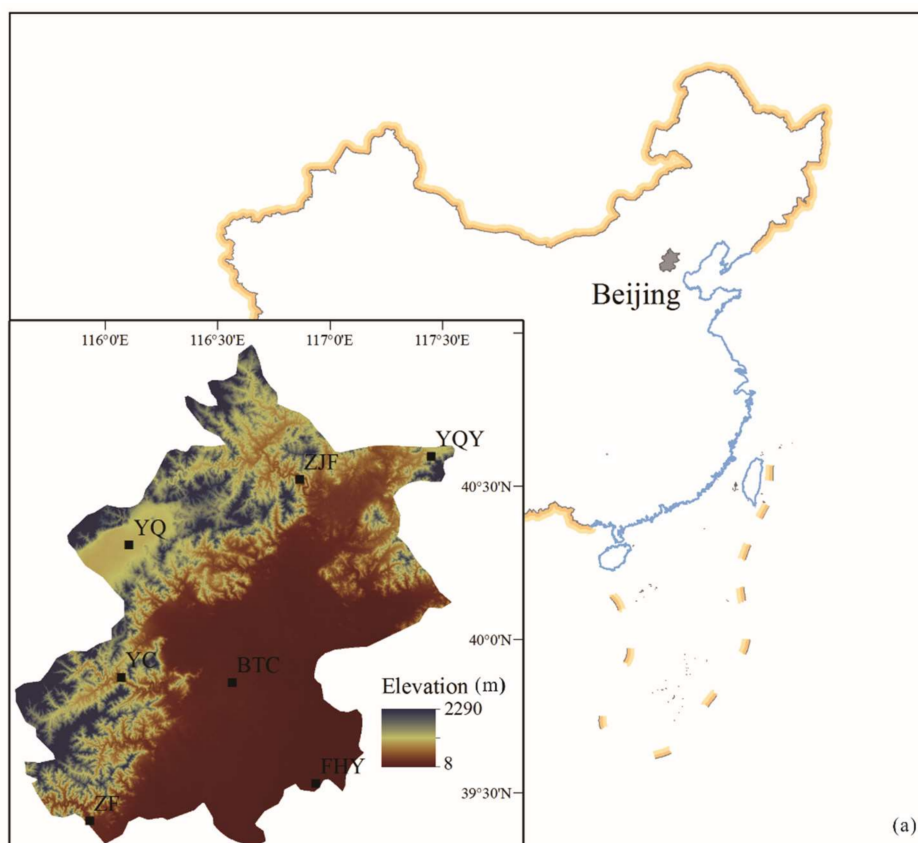 Beijing
116°0'E
116°30'E
117°0'E
117°30'E
YQY
ZJF
40°30'N
YQ
40°0'N
YC
BTC
Elevation (m)
2290
8
FHY
39°30'N
ZF
(a)